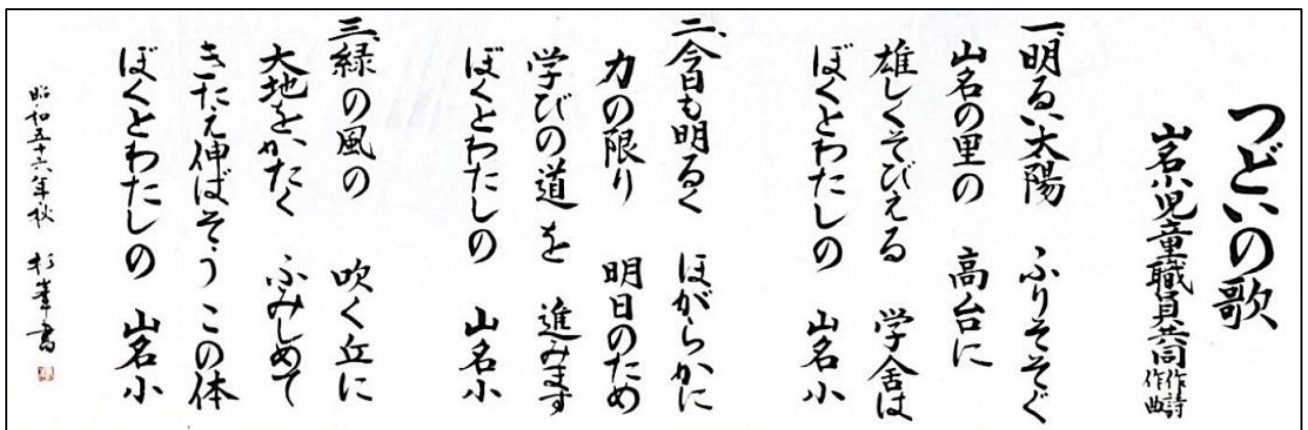 つどいの歌
山名小児童職員共同作詩作曲
一、明るい太陽 ふりそそぐ
山名の里の 高台に
雄しくそびえる 学舎は
ぼくとわたしの 山名小
二、今日も明るく ほがらかに
力の限り 明日のため
学びの道を 進みます
ぼくとわたしの 山名小
三、緑の風の 吹く丘に
大地をかたく ふみしめて
きたえ伸ばそう この体
ぼくとわたしの 山名小
昭和五十六年秋 杉峯書